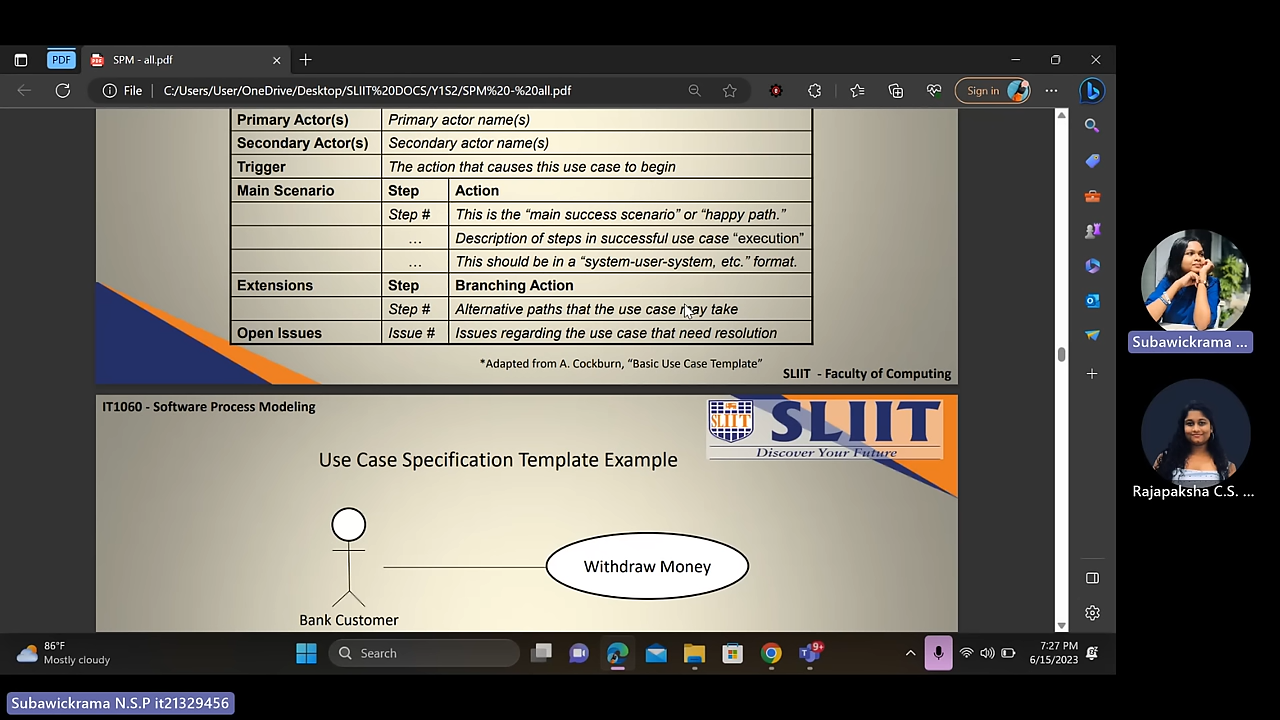 PDF
SPM - all.pdf
File
C:/Users/User/OneDrive/Desktop/SLIIT%20DOCS/Y1S2/SPM%20-%20all.pdf
Sign in
Primary Actor(s) Primary actor name(s)
Secondary Actor(s) Secondary actor name(s)
Trigger The action that causes this use case to begin
Main Scenario Step Action
Step # This is the “main success scenario” or “happy path.”
… Description of steps in successful use case “execution”
… This should be in a “system-user-system, etc.” format.
Extensions Step Branching Action
Step # Alternative paths that the use case may take
Open Issues Issue # Issues regarding the use case that need resolution
*Adapted from A. Cockburn, “Basic Use Case Template”
SLIIT - Faculty of Computing
IT1060 - Software Process Modeling
SLIIT
SLIIT
Discover Your Future
Use Case Specification Template Example
Withdraw Money
Bank Customer
Subawickrama ...
Rajapaksha C.S. ...
86°F
Mostly cloudy
Search
9+
7:27 PM
6/15/2023
Subawickrama N.S.P it21329456